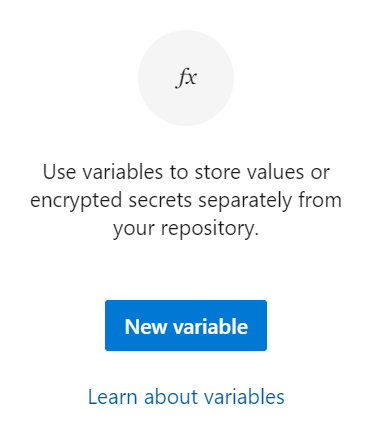 fx
Use variables to store values or
encrypted secrets separately from
your repository.
New variable
Learn about variables